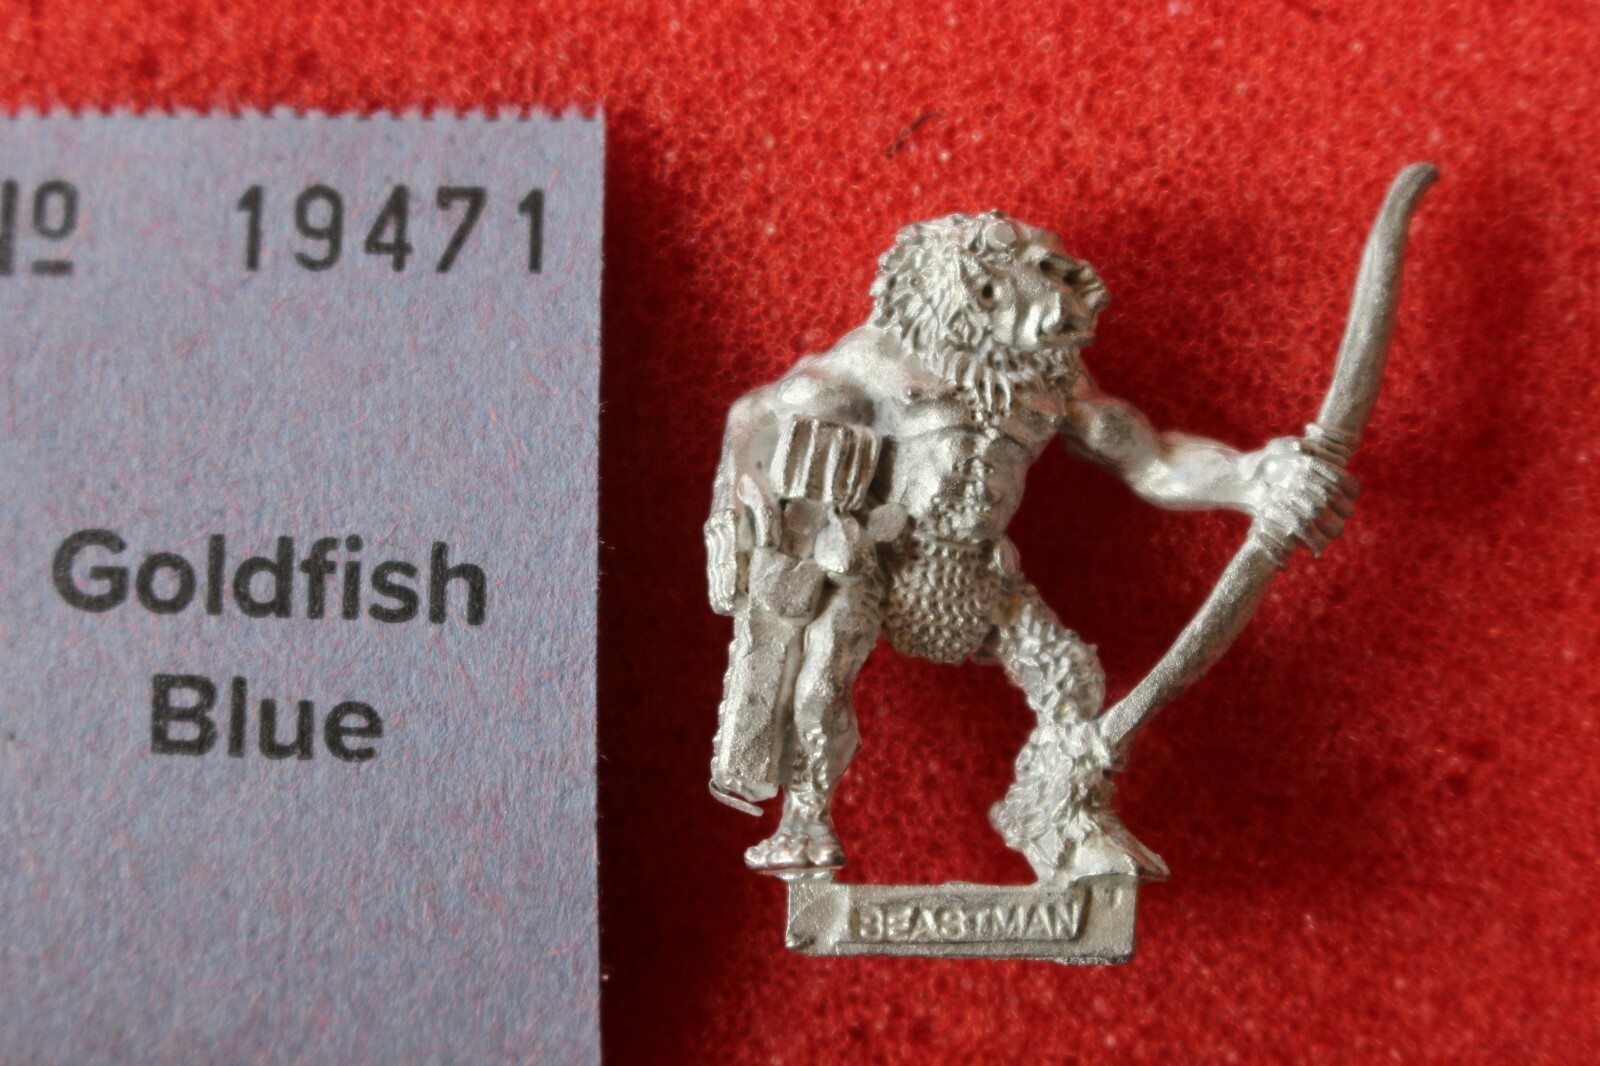 Nº 19471
Goldfish
Blue
BEASTMAN